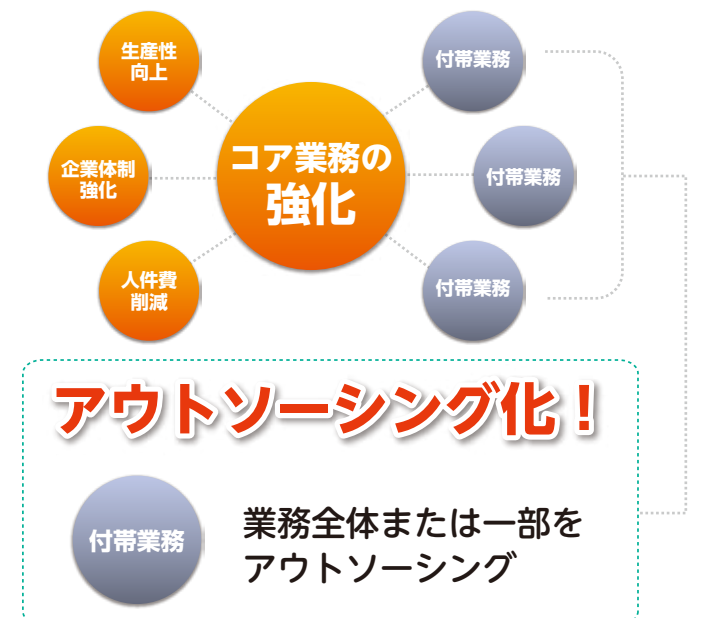 生産性
向上
付帯業務
コア業務の
強化
企業体制
強化
付帯業務
人件費
削減
付帯業務
アウトソーシング化！
付帯業務
業務全体または一部を
アウトソーシング